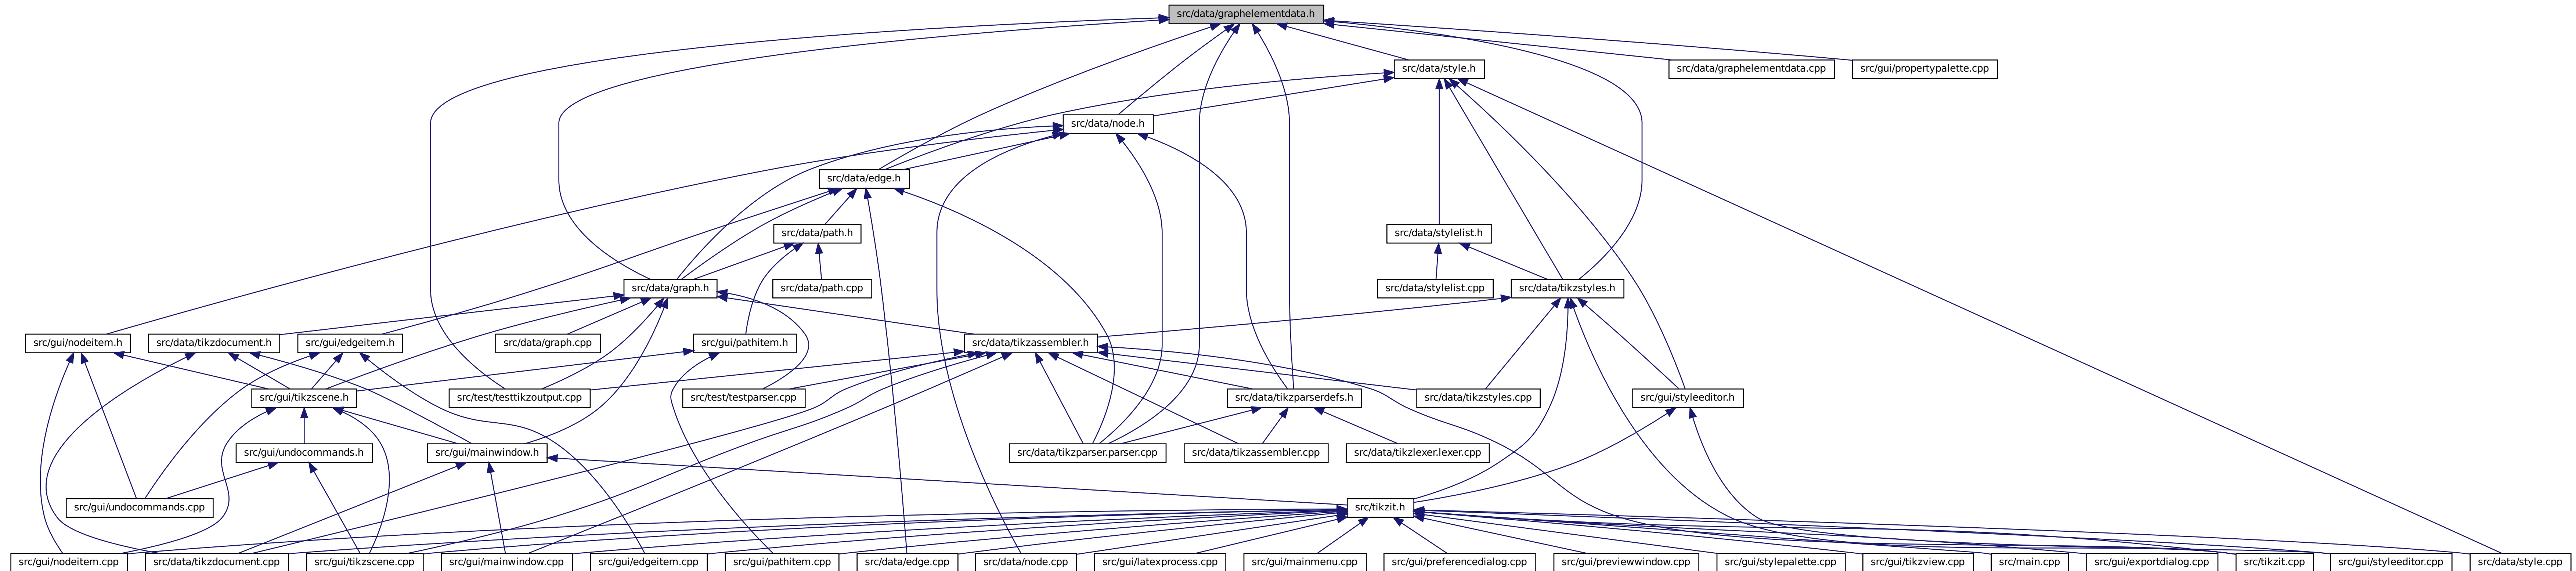 src/data/graphelementdata.h
src/data/style.h
src/data/graphelementdata.cpp
src/gui/propertypalette.cpp
src/data/node.h
src/data/edge.h
src/data/path.h
src/data/stylelist.h
src/data/graph.h
src/data/path.cpp
src/data/stylelist.cpp
src/data/tikzstyles.h
src/gui/nodeitem.h
src/data/tikzdocument.h
src/gui/edgeitem.h
src/data/graph.cpp
src/gui/pathitem.h
src/data/tikzassembler.h
src/gui/tikzscene.h
src/test/testtikzoutput.cpp
src/test/testparser.cpp
src/data/tikzparserdefs.h
src/data/tikzstyles.cpp
src/gui/styleeditor.h
src/gui/undocommands.h
src/gui/mainwindow.h
src/data/tikzparser.parser.cpp
src/data/tikzassembler.cpp
src/data/tikzlexer.lexer.cpp
src/gui/undocommands.cpp
src/tikzit.h
src/gui/nodeitem.cpp
src/data/tikzdocument.cpp
src/gui/tikzscene.cpp
src/gui/mainwindow.cpp
src/gui/edgeitem.cpp
src/gui/pathitem.cpp
src/data/edge.cpp
src/data/node.cpp
src/gui/latexprocess.cpp
src/gui/mainmenu.cpp
src/gui/preferencedialog.cpp
src/gui/previewwindow.cpp
src/gui/stylepalette.cpp
src/gui/tikzview.cpp
src/main.cpp
src/gui/exportdialog.cpp
src/tikzit.cpp
src/gui/styleeditor.cpp
src/data/style.cpp